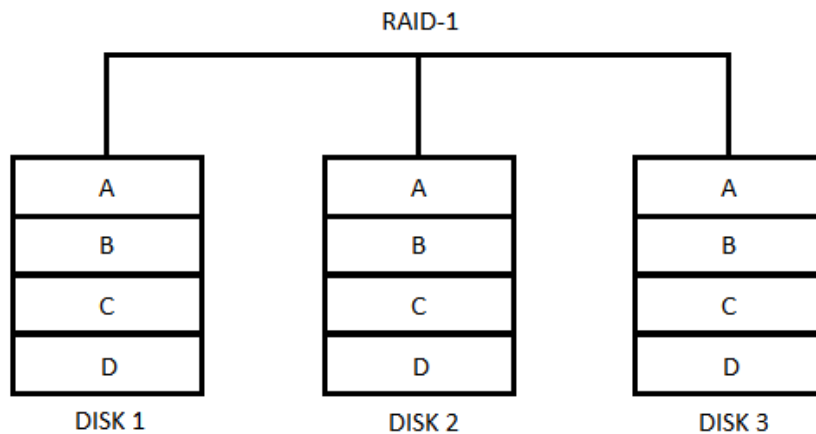 RAID-1
A A A
B B B
C C C
D D D
DISK 1 DISK 2 DISK 3